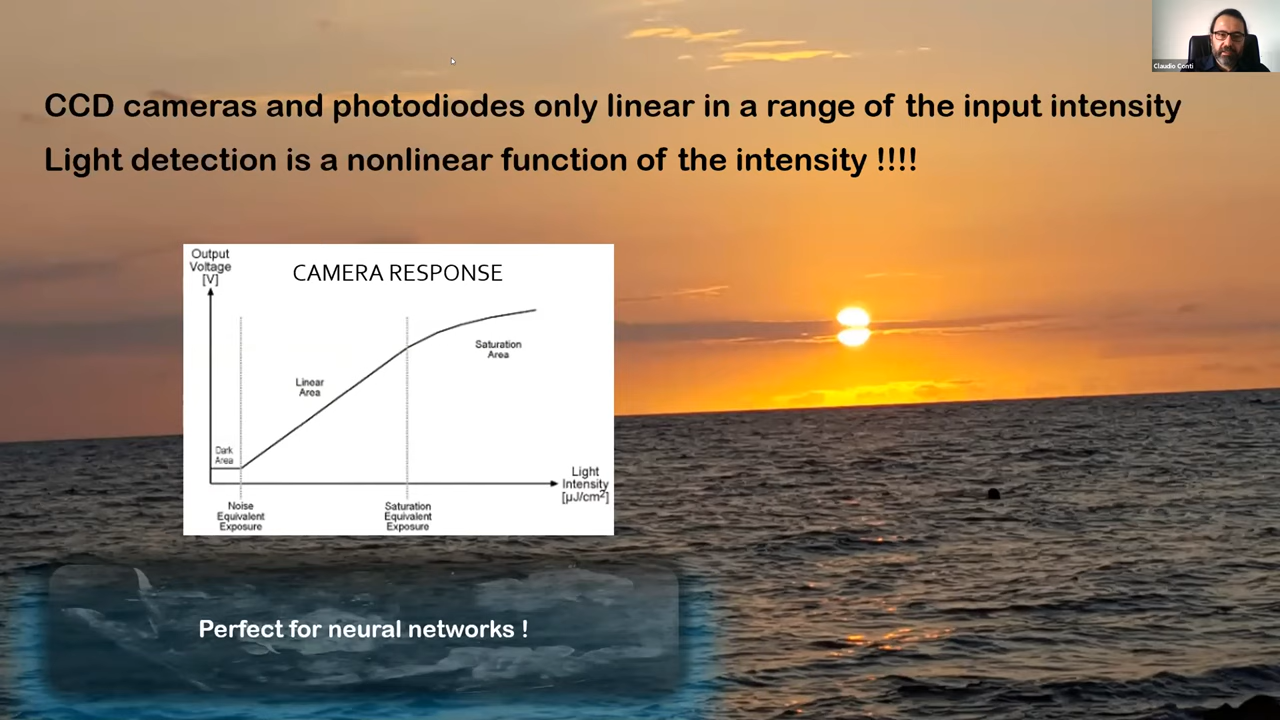 Claudio Conti
CCD cameras and photodiodes only linear in a range of the input intensity
Light detection is a nonlinear function of the intensity !!!!
Output
Voltage
[V]
CAMERA RESPONSE
Saturation
Area
Linear
Area
Dark
Area
Light
Intensity
[µJ/cm²]
Noise
Equivalent
Exposure
Saturation
Equivalent
Exposure
Perfect for neural networks !